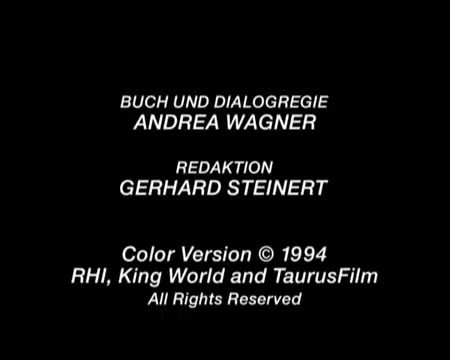 BUCH UND DIALOGREGIE
ANDREA WAGNER
REDAKTION
GERHARD STEINERT
Color Version © 1994
RHI, King World and TaurusFilm
All Rights Reserved